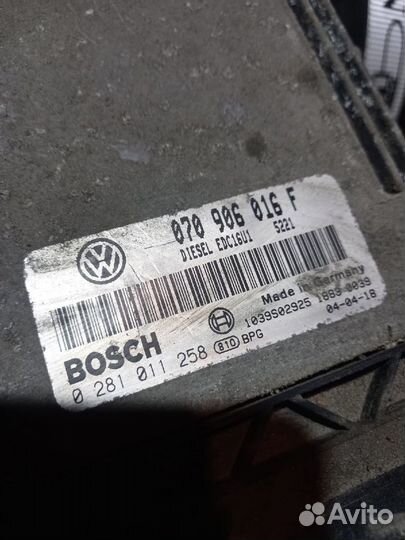 070 906 016 F
DIESEL EDC16U1 5221
Made in Germany
BOSCH
1039S02925 1889-0039
0 281 011 258 810 BPG
04-04-18
Avito